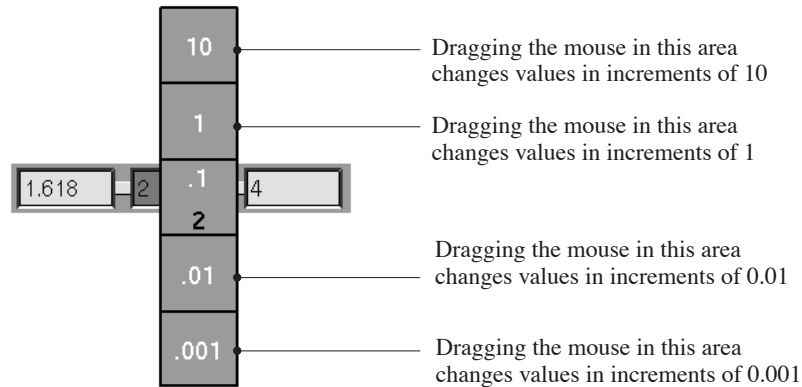 10
Dragging the mouse in this area
changes values in increments of 10
1
Dragging the mouse in this area
changes values in increments of 1
1.618
2
.1
4
2
.01
Dragging the mouse in this area
changes values in increments of 0.01
.001
Dragging the mouse in this area
changes values in increments of 0.001